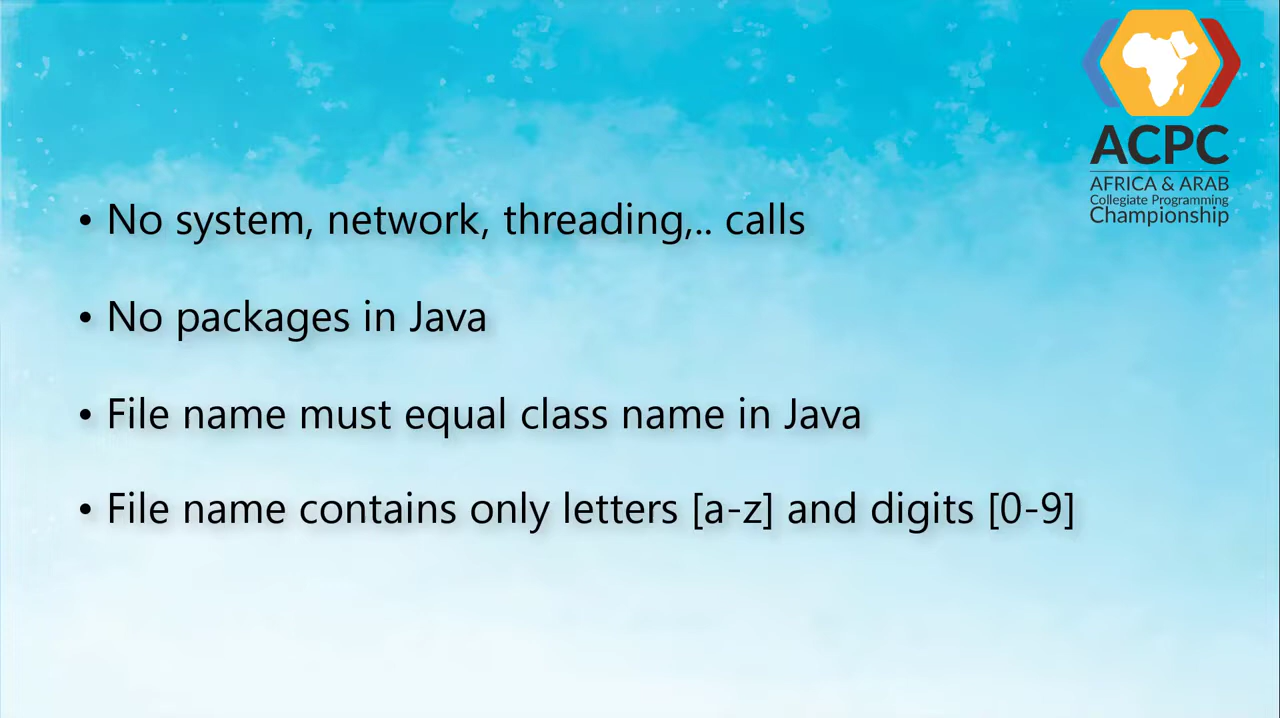 ACPC
AFRICA & ARAB
Collegiate Programming
Championship
• No system, network, threading,.. calls
• No packages in Java
• File name must equal class name in Java
• File name contains only letters [a-z] and digits [0-9]